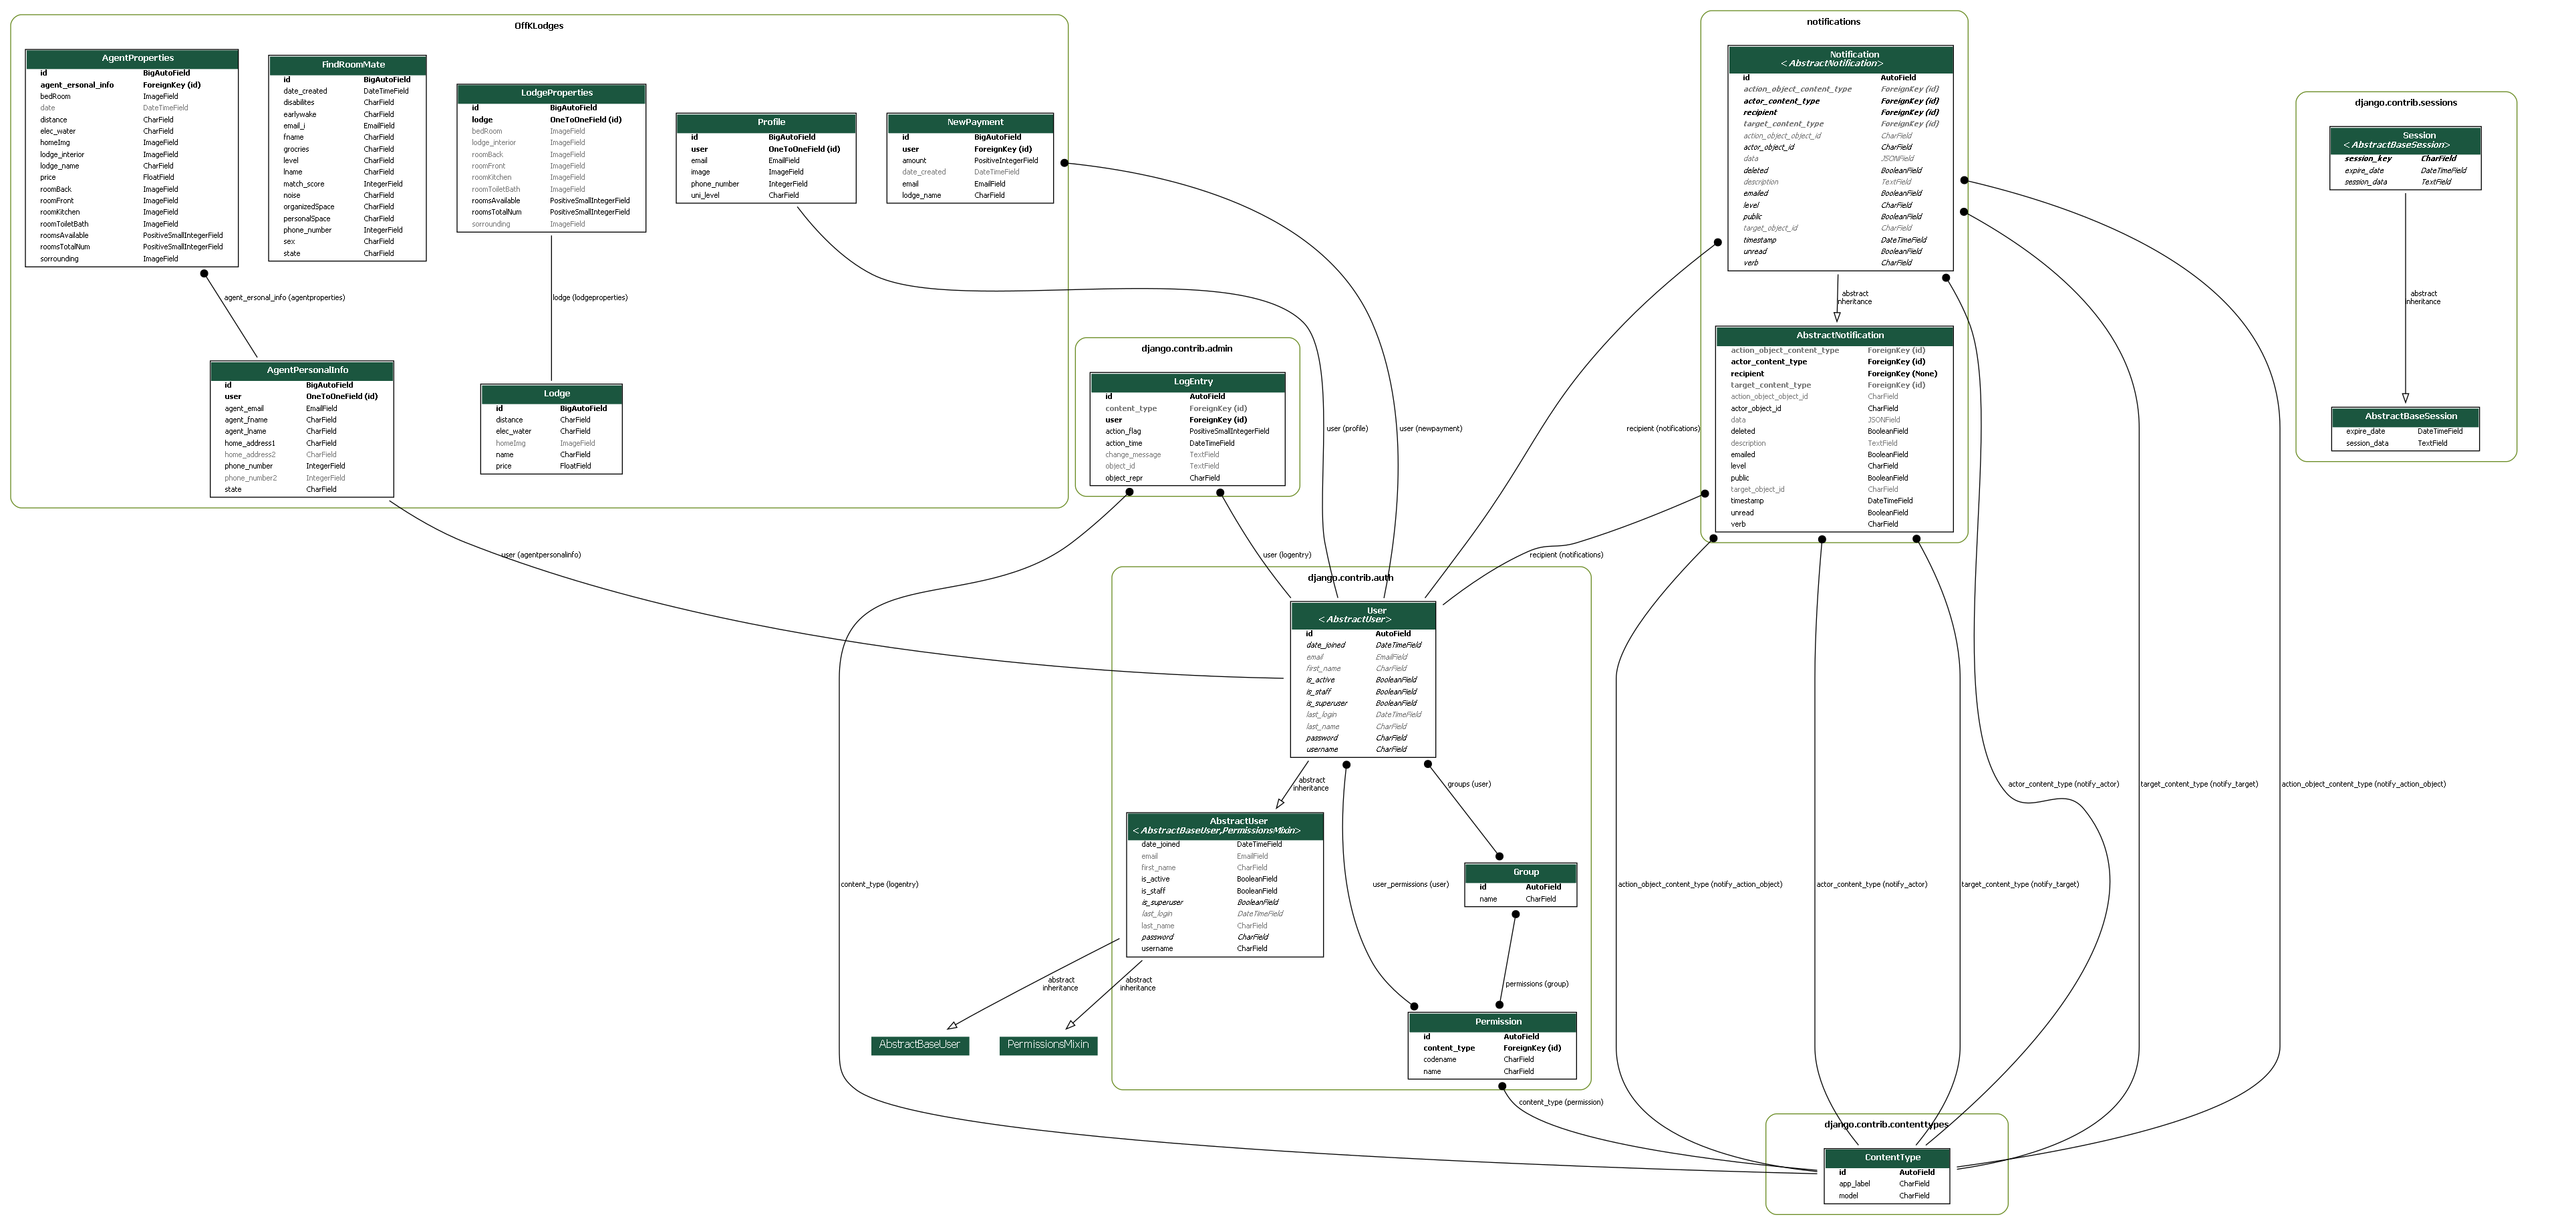 OffKLodges
AgentProperties
id BigAutoField
agent_ersonal_info ForeignKey (id)
bedRoom ImageField
date DateTimeField
distance CharField
elec_water CharField
homeImg ImageField
lodge_interior ImageField
lodge_name CharField
price FloatField
roomBack ImageField
roomFront ImageField
roomKitchen ImageField
roomToiletBath ImageField
roomsAvailable PositiveSmallIntegerField
roomsTotalNum PositiveSmallIntegerField
sorrounding ImageField
FindRoomMate
id BigAutoField
date_created DateTimeField
disabilites CharField
earlywake CharField
email_i EmailField
fname CharField
grocries CharField
level CharField
lname CharField
match_score IntegerField
noise CharField
organizedSpace CharField
personalSpace CharField
phone_number IntegerField
sex CharField
state CharField
LodgeProperties
id BigAutoField
lodge OneToOneField (id)
bedRoom ImageField
lodge_interior ImageField
roomBack ImageField
roomFront ImageField
roomKitchen ImageField
roomToiletBath ImageField
roomsAvailable PositiveSmallIntegerField
roomsTotalNum PositiveSmallIntegerField
sorrounding ImageField
Profile
id BigAutoField
user OneToOneField (id)
email EmailField
image ImageField
phone_number IntegerField
uni_level CharField
NewPayment
id BigAutoField
user ForeignKey (id)
amount PositiveIntegerField
date_created DateTimeField
email EmailField
lodge_name CharField
agent_ersonal_info (agentproperties)
lodge (lodgeproperties)
AgentPersonalInfo
id BigAutoField
user OneToOneField (id)
agent_email EmailField
agent_fname CharField
agent_lname CharField
home_address1 CharField
home_address2 CharField
phone_number IntegerField
phone_number2 IntegerField
state CharField
Lodge
id BigAutoField
distance CharField
elec_water CharField
homeImg ImageField
name CharField
price FloatField
notifications
Notification
<AbstractNotification>
id AutoField
action_object_content_type ForeignKey (id)
actor_content_type ForeignKey (id)
recipient ForeignKey (id)
target_content_type ForeignKey (id)
action_object_object_id CharField
actor_object_id CharField
data JSONField
deleted BooleanField
description TextField
emailed BooleanField
level CharField
public BooleanField
target_object_id CharField
timestamp DateTimeField
unread BooleanField
verb CharField
abstract
inheritance
AbstractNotification
action_object_content_type ForeignKey (id)
actor_content_type ForeignKey (id)
recipient ForeignKey (None)
target_content_type ForeignKey (id)
action_object_object_id CharField
actor_object_id CharField
data JSONField
deleted BooleanField
description TextField
emailed BooleanField
level CharField
public BooleanField
target_object_id CharField
timestamp DateTimeField
unread BooleanField
verb CharField
django.contrib.sessions
Session
<AbstractBaseSession>
session_key CharField
expire_date DateTimeField
session_data TextField
abstract
inheritance
AbstractBaseSession
expire_date DateTimeField
session_data TextField
django.contrib.admin
LogEntry
id AutoField
content_type ForeignKey (id)
user ForeignKey (id)
action_flag PositiveSmallIntegerField
action_time DateTimeField
change_message TextField
object_id TextField
object_repr CharField
user (profile)
user (newpayment)
recipient (notifications)
user (agentpersonalinfo)
user (logentry)
recipient (notifications)
django.contrib.auth
User
<AbstractUser>
id AutoField
date_joined DateTimeField
email EmailField
first_name CharField
is_active BooleanField
is_staff BooleanField
is_superuser BooleanField
last_login DateTimeField
last_name CharField
password CharField
username CharField
abstract
inheritance
groups (user)
actor_content_type (notify_actor)
target_content_type (notify_target)
action_object_content_type (notify_action_object)
AbstractUser
<AbstractBaseUser,PermissionsMixin>
date_joined DateTimeField
email EmailField
first_name CharField
is_active BooleanField
is_staff BooleanField
is_superuser BooleanField
last_login DateTimeField
last_name CharField
password CharField
username CharField
Group
id AutoField
name CharField
content_type (logentry)
user_permissions (user)
action_object_content_type (notify_action_object)
actor_content_type (notify_actor)
target_content_type (notify_target)
abstract
inheritance
abstract
inheritance
permissions (group)
AbstractBaseUser
PermissionsMixin
Permission
id AutoField
content_type ForeignKey (id)
codename CharField
name CharField
content_type (permission)
django.contrib.contenttypes
ContentType
id AutoField
app_label CharField
model CharField